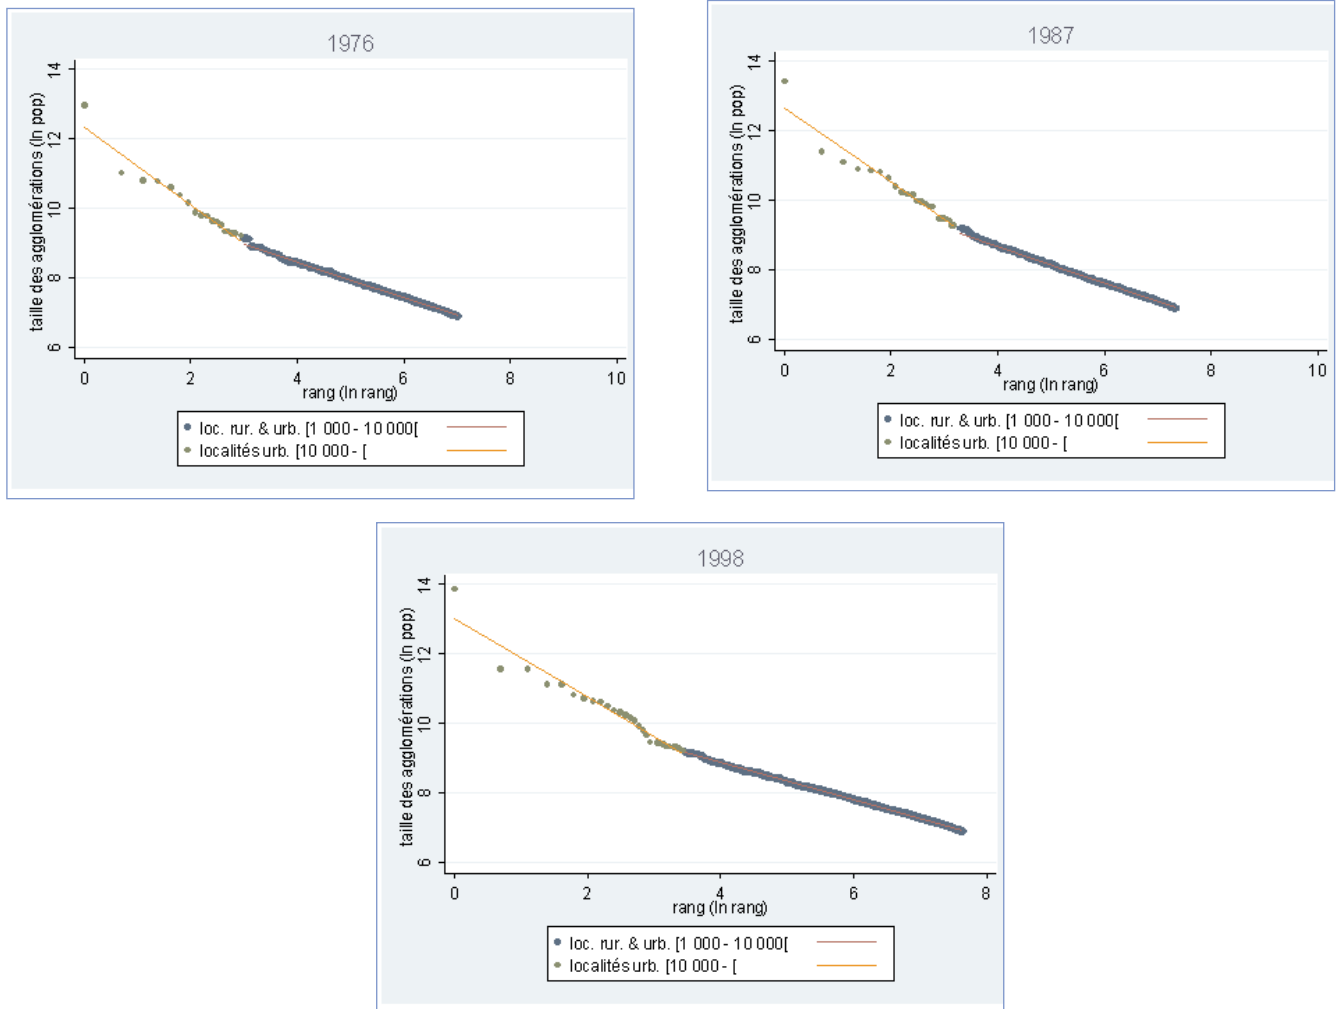 1976
taille des agglomérations (ln pop)
14
12
10
8
6
0 2 4 6 8 10
rang (ln rang)
loc. rur. & urb. [1 000 - 10 000[
localités urb. [10 000 - [
1987
taille des agglomérations (ln pop)
14
12
10
8
6
0 2 4 6 8 10
rang (ln rang)
loc. rur. & urb. [1 000 - 10 000[
localités urb. [10 000 - [
1998
taille des agglomérations (ln pop)
14
12
10
8
6
0 2 4 6 8
rang (ln rang)
loc. rur. & urb. [1 000 - 10 000[
localités urb. [10 000 - [